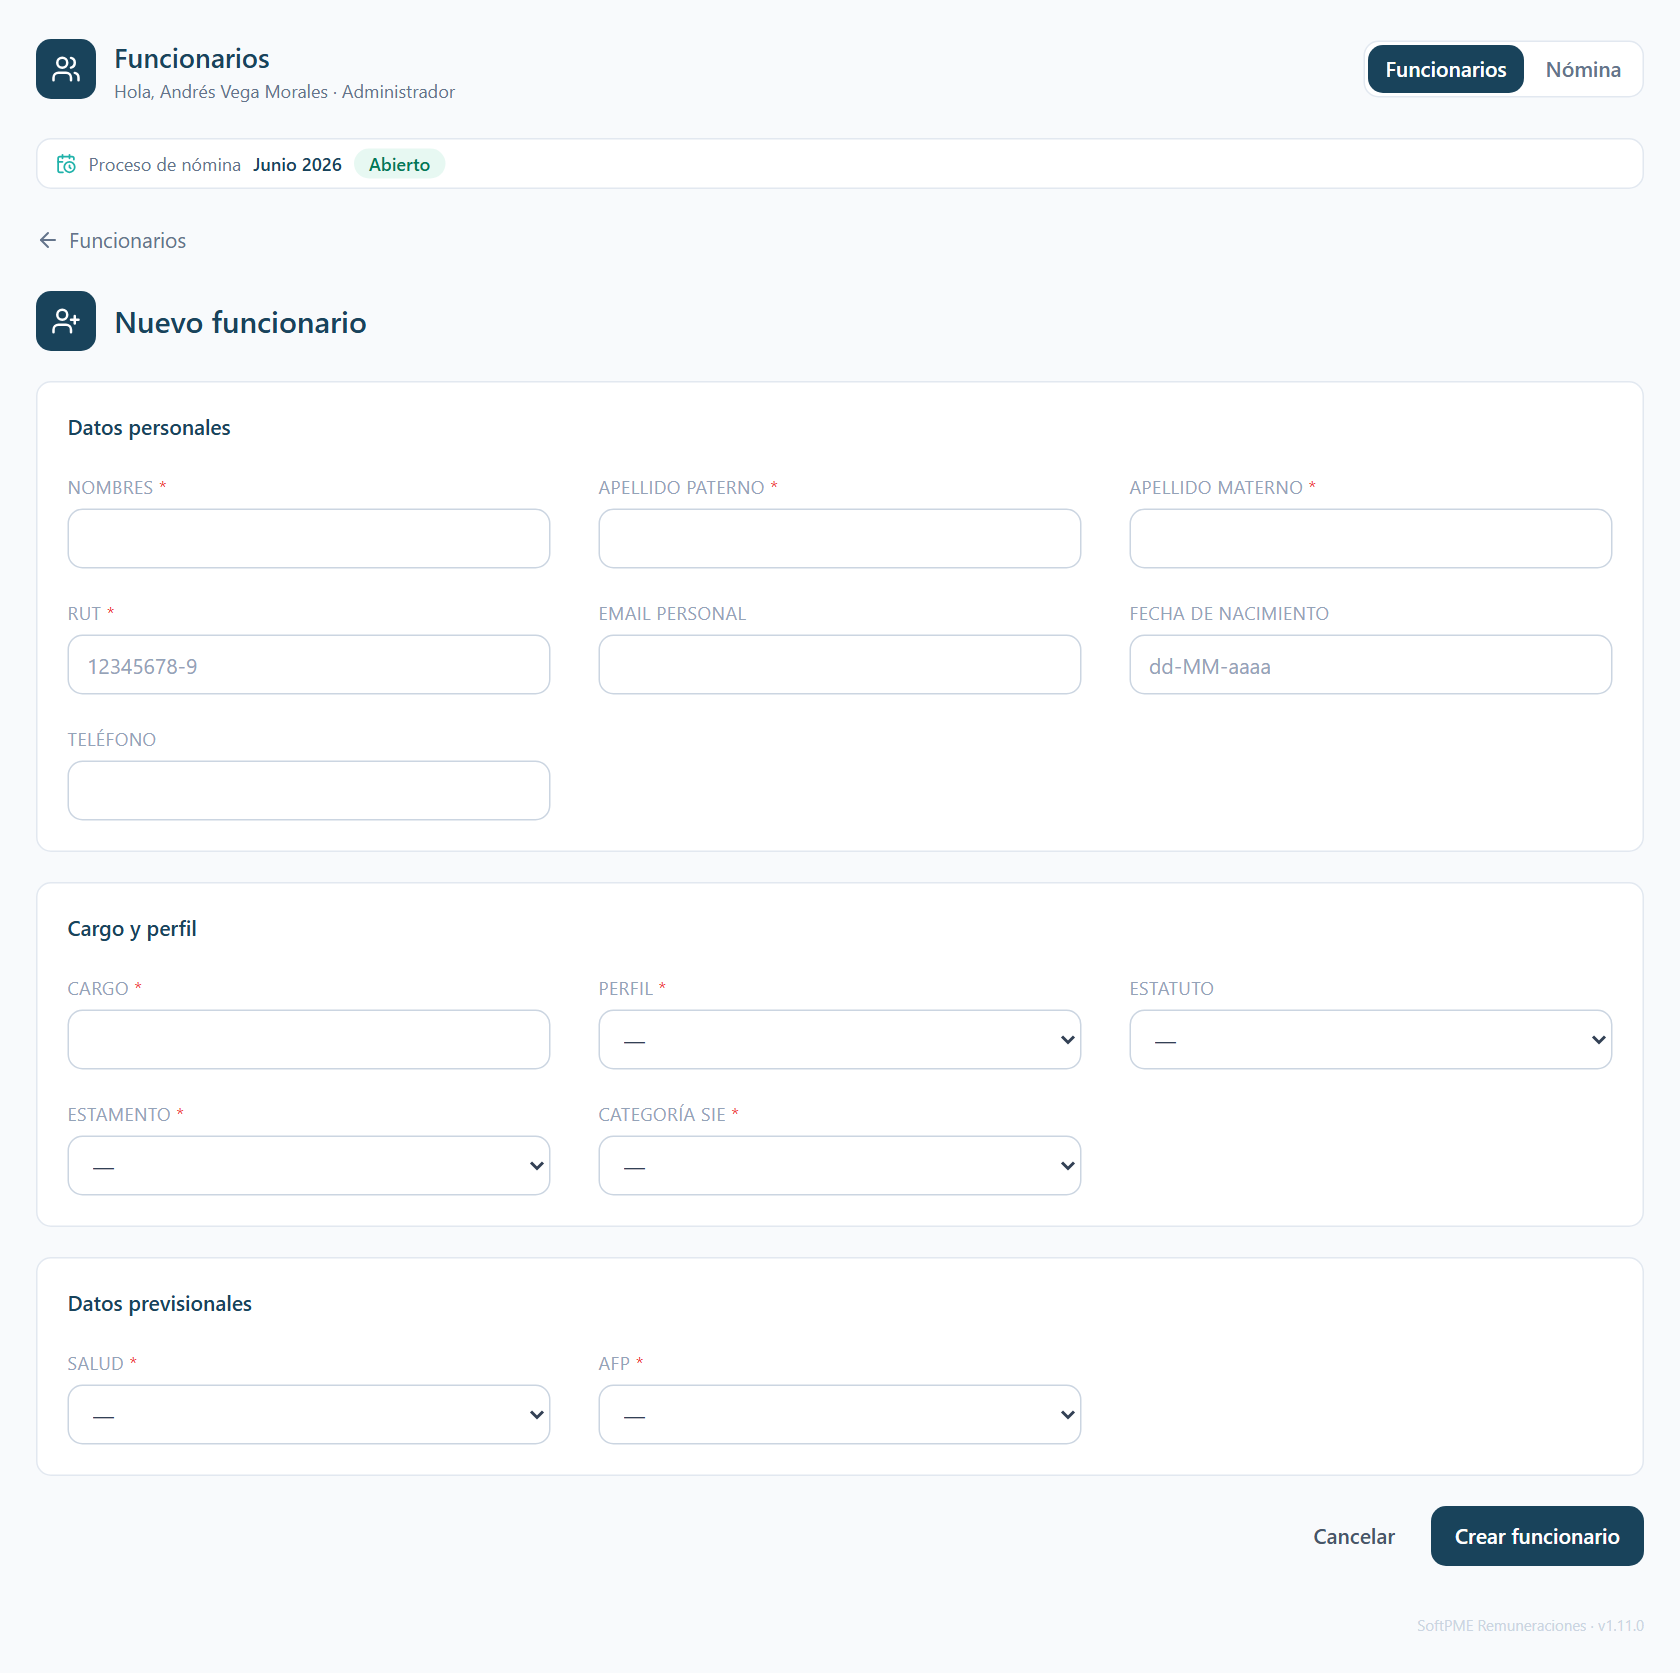 Funcionarios
Hola, Andrés Vega Morales · Administrador
Funcionarios
Nómina
Proceso de nómina Junio 2026 Abierto
Funcionarios
Nuevo funcionario
Datos personales
NOMBRES *
APELLIDO PATERNO *
APELLIDO MATERNO *
RUT *
EMAIL PERSONAL
FECHA DE NACIMIENTO
12345678-9
dd-MM-aaaa
TELÉFONO
Cargo y perfil
CARGO *
PERFIL *
ESTATUTO
—
—
ESTAMENTO *
CATEGORÍA SIE *
—
—
Datos previsionales
SALUD *
AFP *
—
—
Cancelar
Crear funcionario
SoftPME Remuneraciones · v1.11.0